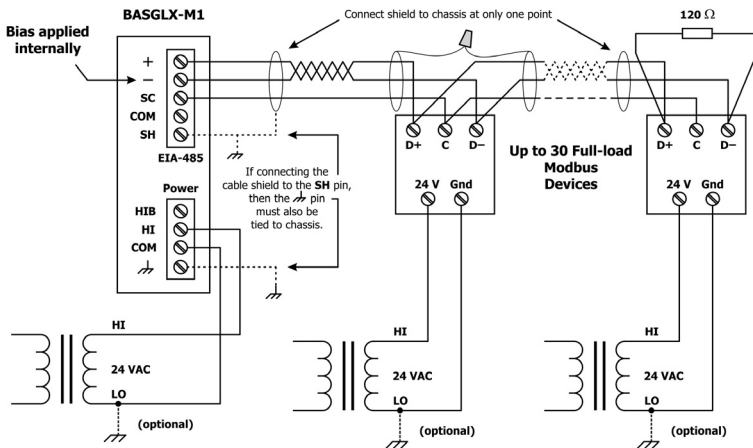 BASGLX-M1
Connect shield to chassis at only one point
120 Ω
Bias applied
internally
+
−
SC
COM
SH
EIA-485
D+
C
D−
24 V
Gnd
Up to 30 Full-load
Modbus
Devices
D+
C
D−
24 V
Gnd
If connecting the
cable shield to the SH pin,
then the pin
must also be
tied to chassis.
Power
HIB
HI
COM
HI
24 VAC
LO
(optional)
HI
24 VAC
LO
(optional)
HI
24 VAC
LO
(optional)